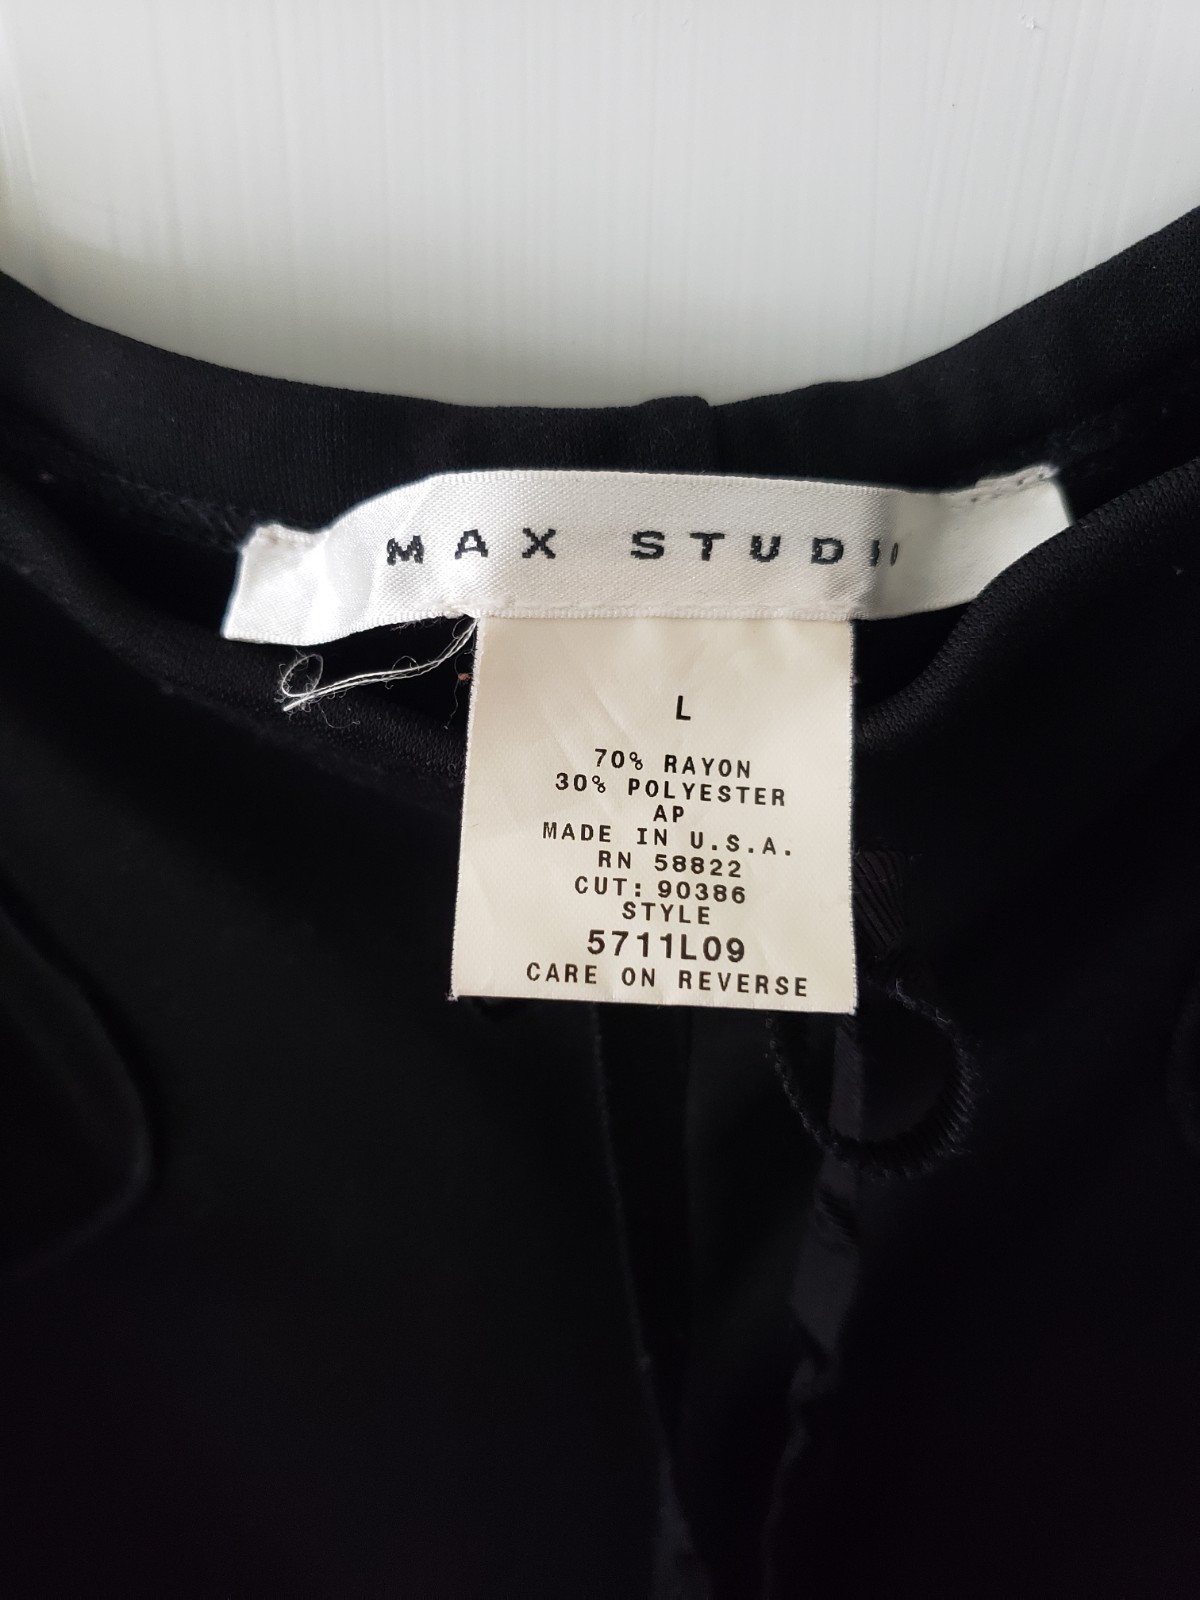 MAX STUDIO
L
70% RAYON
30% POLYESTER
AP
MADE IN U.S.A.
RN 58822
CUT: 90386
STYLE
5711L09
CARE ON REVERSE